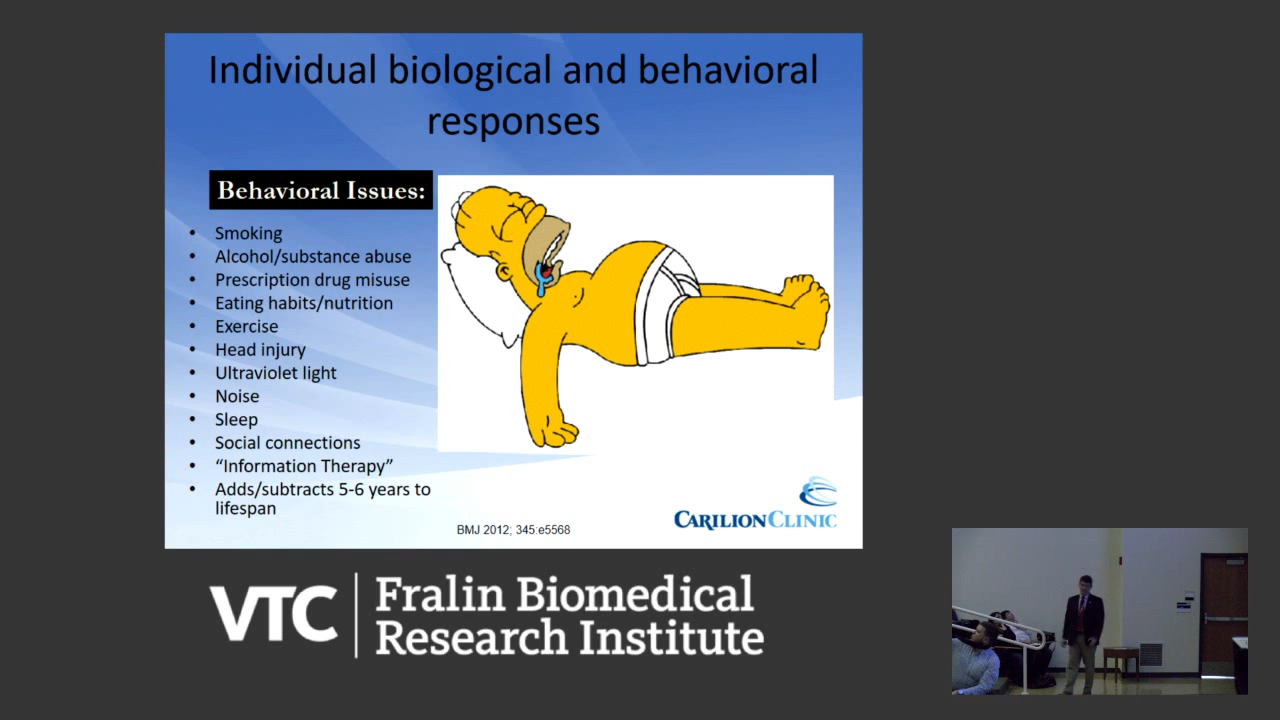 Individual biological and behavioral
responses
Behavioral Issues:
• Smoking
• Alcohol/substance abuse
• Prescription drug misuse
• Eating habits/nutrition
• Exercise
• Head injury
• Ultraviolet light
• Noise
• Sleep
• Social connections
• “Information Therapy”
• Adds/subtracts 5-6 years to
lifespan
BMJ 2012; 345:e5568
CARILION CLINIC
VTC
Fralin Biomedical
Research Institute